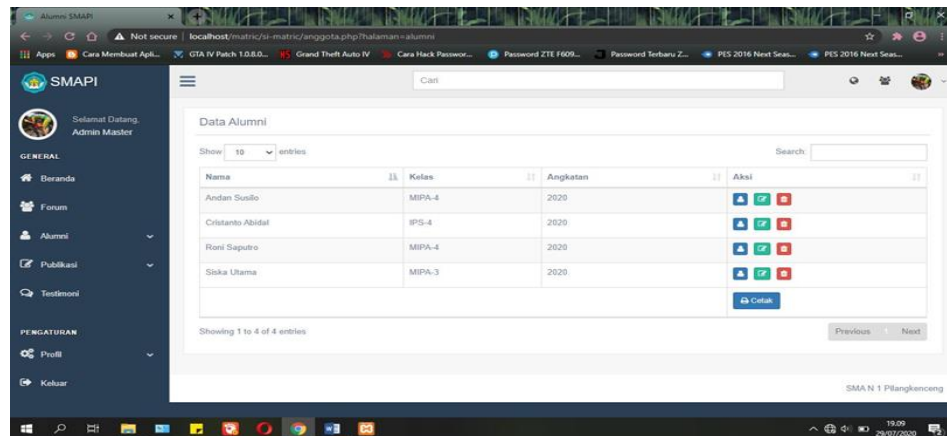 Alumni SMAPI
Not secure | localhost/matric/si-matric/anggota.php?halaman=alumni
Apps Cara Membuat Apli... GTA IV Patch 1.0.8.0... Grand Theft Auto IV Cara Hack Passwor... Password ZTE F609... Password Terbaru Z... PES 2016 Next Seas... PES 2016 Next Seas...
SMAPI
Cari
Selamat Datang,
Admin Master
GENERAL
Beranda
Forum
Alumni
Publikasi
Testimoni
PENGATURAN
Profil
Keluar
Data Alumni
Show 10 entries Search:
Nama Kelas Angkatan Aksi
Andan Susilo MIPA-4 2020
Cristanto Abidal IPS-4 2020
Roni Saputro MIPA-4 2020
Siska Utama MIPA-3 2020
Cetak
Showing 1 to 4 of 4 entries Previous 1 Next
SMA N 1 Pilangkenceng
19.09
29/07/2020